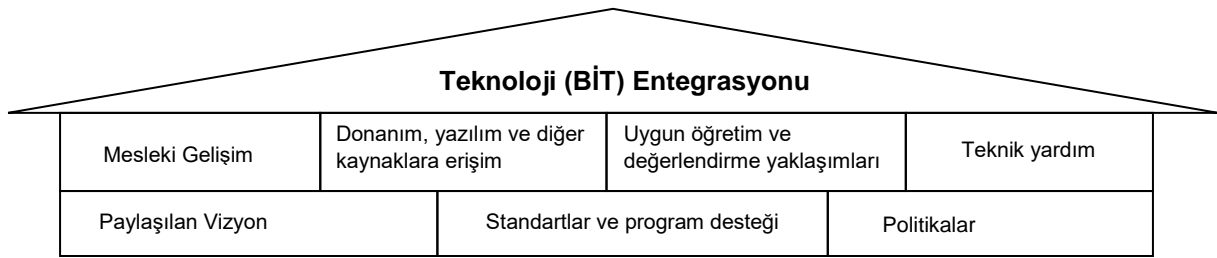 Teknoloji (BİT) Entegrasyonu
Mesleki Gelişim
Donanım, yazılım ve diğer
kaynaklara erişim
Uygun öğretim ve
değerlendirme yaklaşımları
Teknik yardım
Paylaşılan Vizyon
Standartlar ve program desteği
Politikalar